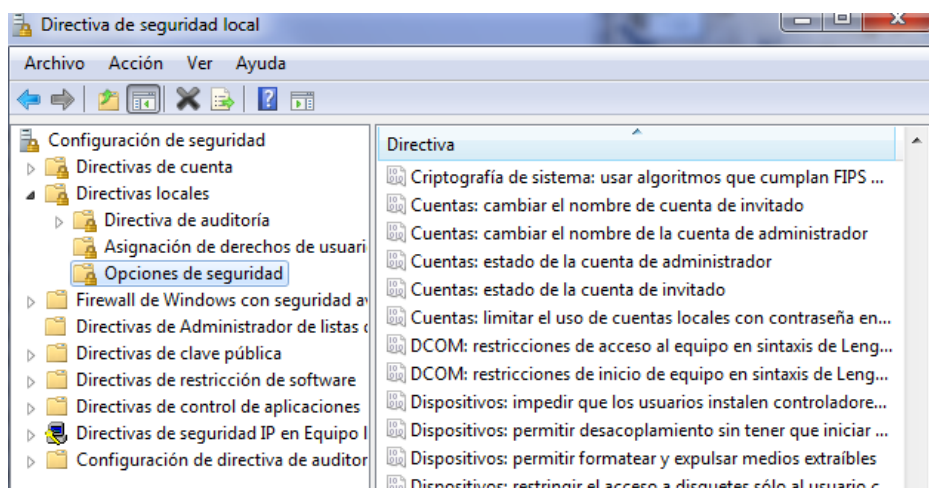 Directiva de seguridad local
Archivo Acción Ver Ayuda
Configuración de seguridad
Directivas de cuenta
Directivas locales
Directiva de auditoría
Asignación de derechos de usuari
Opciones de seguridad
Firewall de Windows con seguridad a
Directivas de Administrador de listas
Directivas de clave pública
Directivas de restricción de software
Directivas de control de aplicaciones
Directivas de seguridad IP en Equipo l
Configuración de directiva de auditor
Directiva
Criptografía de sistema: usar algoritmos que cumplan FIPS ...
Cuentas: cambiar el nombre de cuenta de invitado
Cuentas: cambiar el nombre de la cuenta de administrador
Cuentas: estado de la cuenta de administrador
Cuentas: estado de la cuenta de invitado
Cuentas: limitar el uso de cuentas locales con contraseña en...
DCOM: restricciones de acceso al equipo en sintaxis de Leng...
DCOM: restricciones de inicio de equipo en sintaxis de Leng...
Dispositivos: impedir que los usuarios instalen controladore...
Dispositivos: permitir desacoplamiento sin tener que iniciar ...
Dispositivos: permitir formatear y expulsar medios extraíbles
Dispositivos: restringir el acceso a disquetes sólo al usuario c